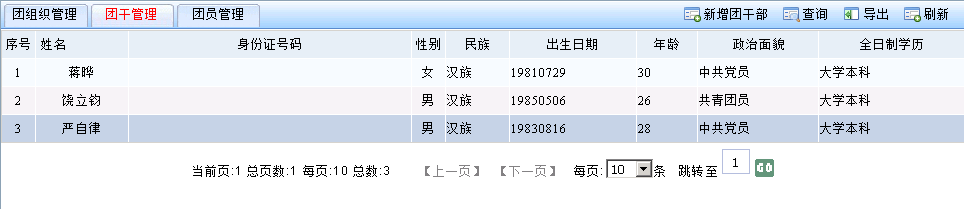 团组织管理 团干管理 团员管理 新增团干部 查询 导出 刷新
序号 姓名 身份证号码 性别 民族 出生日期 年龄 政治面貌 全日制学历
1 蒋晔 女 汉族 19810729 30 中共党员 大学本科
2 饶立钧 男 汉族 19850506 26 共青团员 大学本科
3 严自律 男 汉族 19830816 28 中共党员 大学本科
当前页:1 总页数:1 每页:10 总数:3 【上一页】 【下一页】 每页: 10 条 跳转至 1 GO